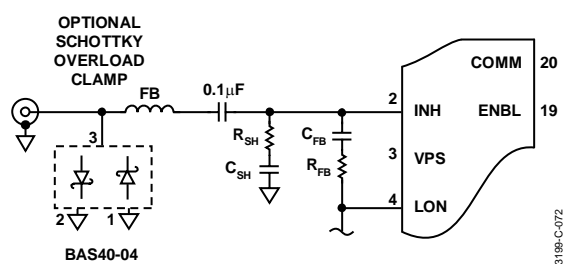 OPTIONAL
SCHOTTKY
OVERLOAD
CLAMP
FB
0.1μF
3
2
1
BAS40-04
RSH
CSH
CFB
RFB
2
3
4
INH
VPS
LON
COMM
ENBL
20
19
3199-C-072